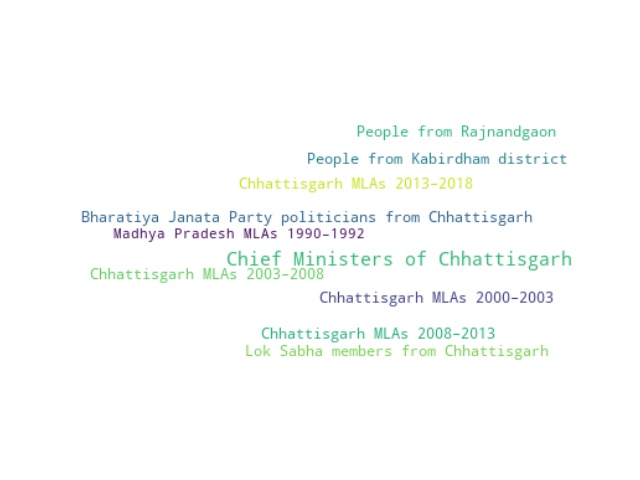 People from Rajnandgaon
People from Kabirdham district
Chhattisgarh MLAs 2013–2018
Bharatiya Janata Party politicians from Chhattisgarh
Madhya Pradesh MLAs 1990–1992
Chief Ministers of Chhattisgarh
Chhattisgarh MLAs 2003–2008
Chhattisgarh MLAs 2000–2003
Chhattisgarh MLAs 2008–2013
Lok Sabha members from Chhattisgarh